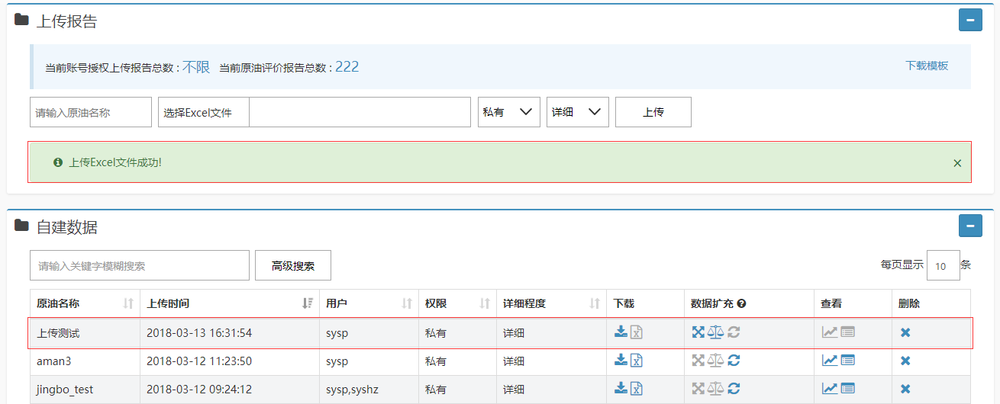 上传报告
当前账号授权上传报告总数 : 不限 当前原油评价报告总数 : 222 下载模板
请输入原油名称 选择Excel文件 私有 详细 上传
上传Excel文件成功!
自建数据
请输入关键字模糊搜索 高级搜索 每页显示 10 条
原油名称 上传时间 用户 权限 详细程度 下载 数据扩充 查看 删除
上传测试 2018-03-13 16:31:54 sysp 私有 详细
aman3 2018-03-12 11:23:50 sysp 私有 详细
jingbo_test 2018-03-12 09:24:12 sysp,syshz 私有 详细